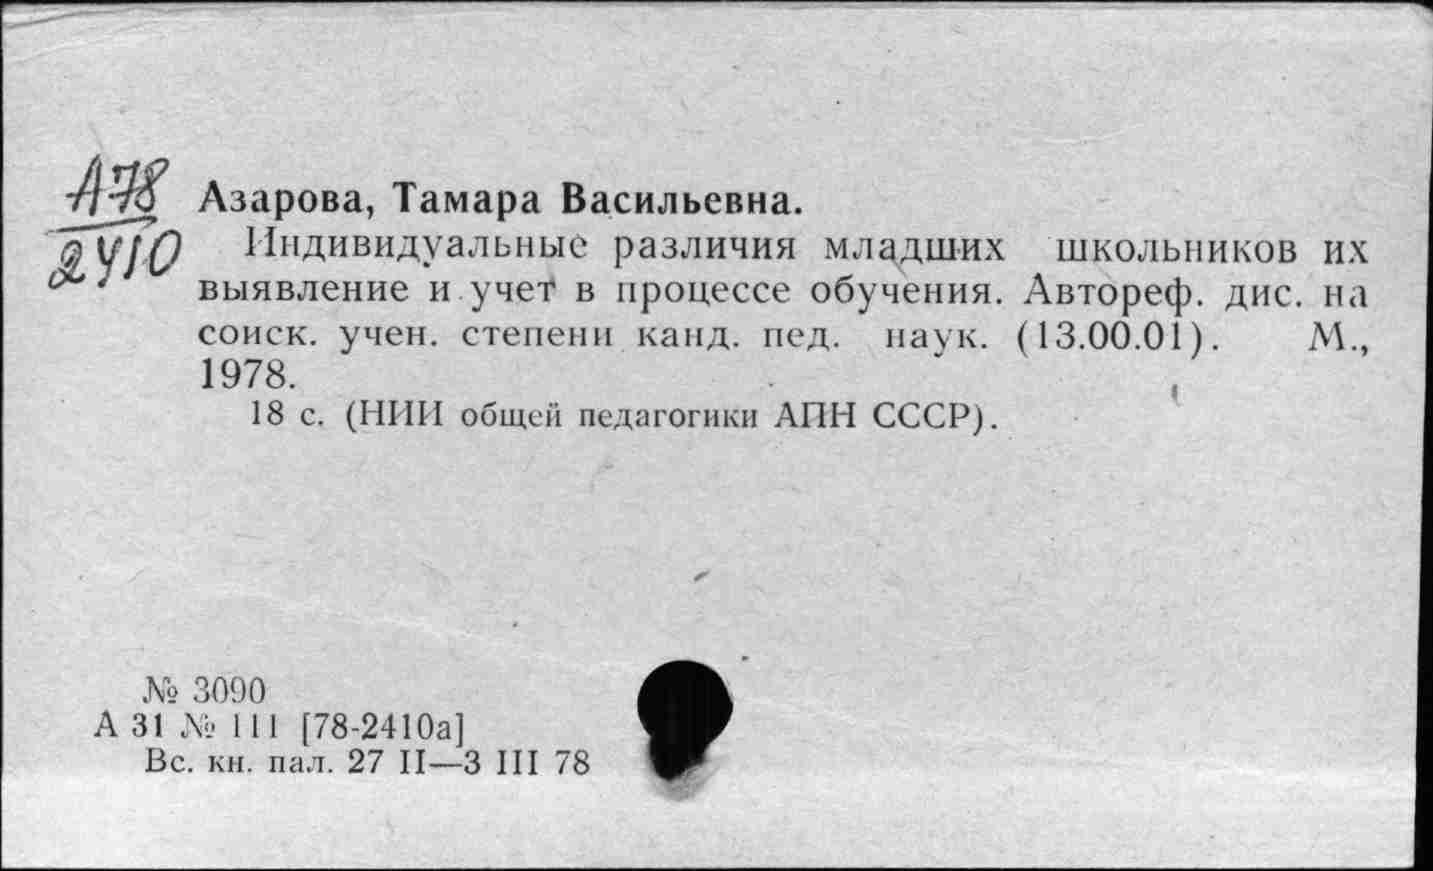 А78
2410
Азарова, Тамара Васильевна.
Индивидуальные различия младших школьников их
выявление и учет в процессе обучения. Автореф. дис. на
соиск. учен. степени канд. пед. наук. (13.00.01). М.,
1978.
18 с. (НИИ общей педагогики АПН СССР).
№ 3090
А 31 № 111 [78-2410а]
Вс. кн. пал. 27 II—3 III 78